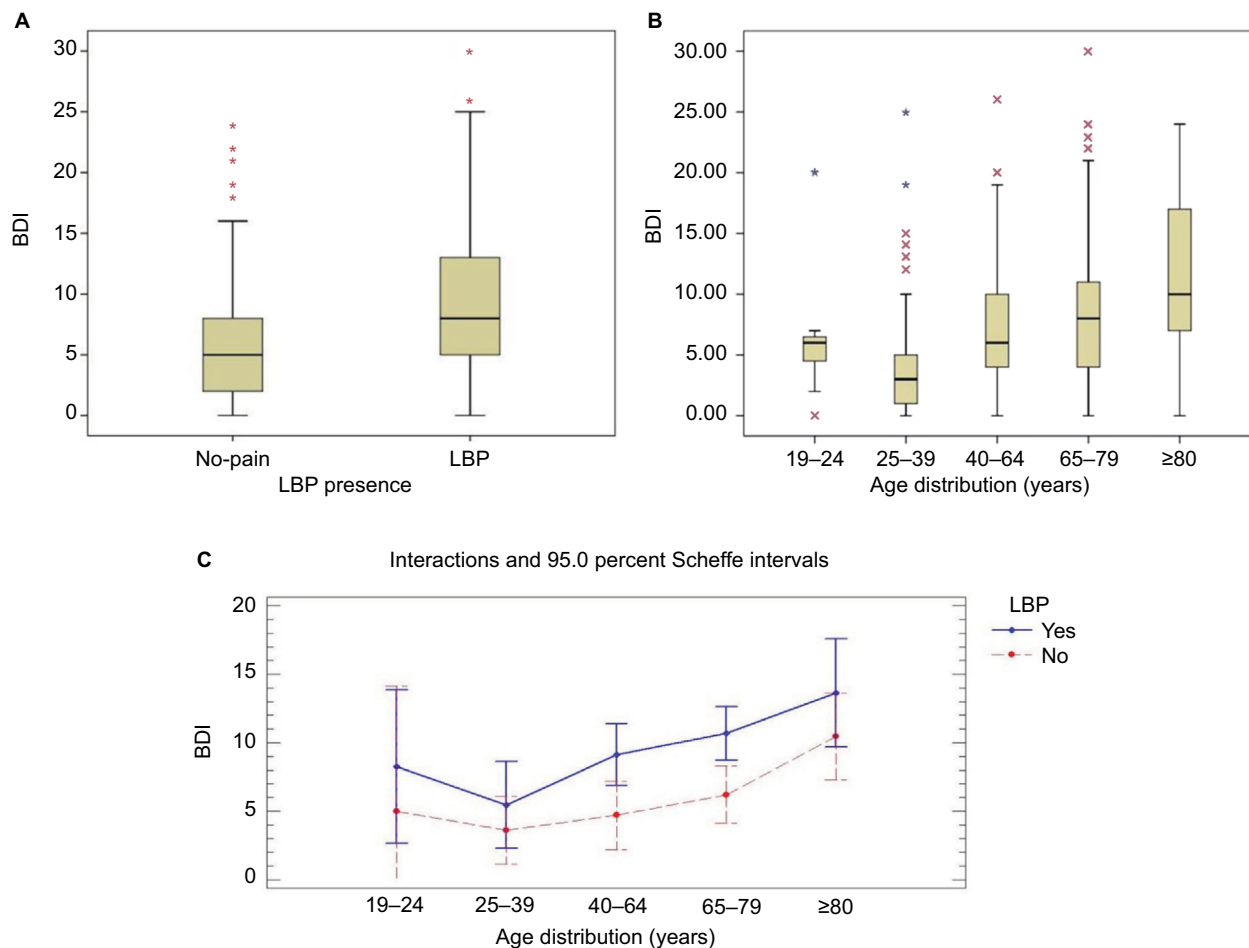 A
30
25
20
15
10
5
0
BDI
No-pain LBP
LBP presence
B
30.00
25.00
20.00
15.00
10.00
5.00
0.00
BDI
19–24 25–39 40–64 65–79 ≥80
Age distribution (years)
C Interactions and 95.0 percent Scheffe intervals
20
15
10
5
0
BDI
19–24 25–39 40–64 65–79 ≥80
Age distribution (years)
LBP
Yes
No